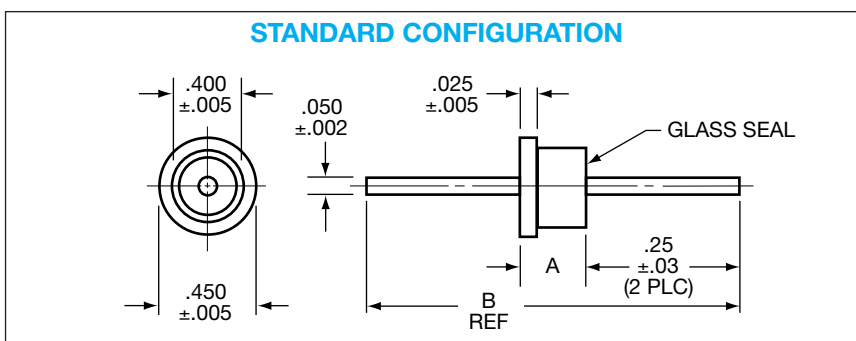 STANDARD CONFIGURATION
.400
±.005
.050
±.002
.025
±.005
GLASS SEAL
A
.25
±.03
(2 PLC)
.450
±.005
B
REF